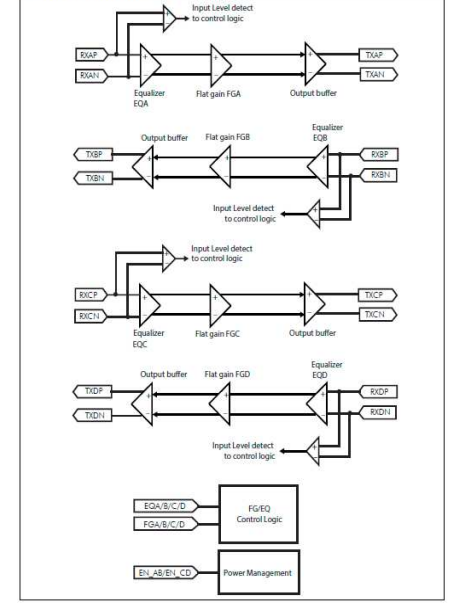 Input Level detect
to control logic
RXAP
TXAP
RXAN
TXAN
Equalizer
EQA
Flat gain FGA
Output buffer
Equalizer
EQB
Output buffer
Flat gain FGB
TXBP
RXBP
TXBN
RXBN
Input Level detect
to control logic
Input Level detect
to control logic
RXCP
TXCP
RXCN
TXCN
Equalizer
EQC
Flat gain FGC
Output buffer
Equalizer
EQD
Output buffer
Flat gain FGD
TXDP
RXDP
TXDN
RXDN
Input Level detect
to control logic
EQA/B/C/D
FGA/B/C/D
FG/EQ
Control Logic
EN_AB/EN_CD
Power Management